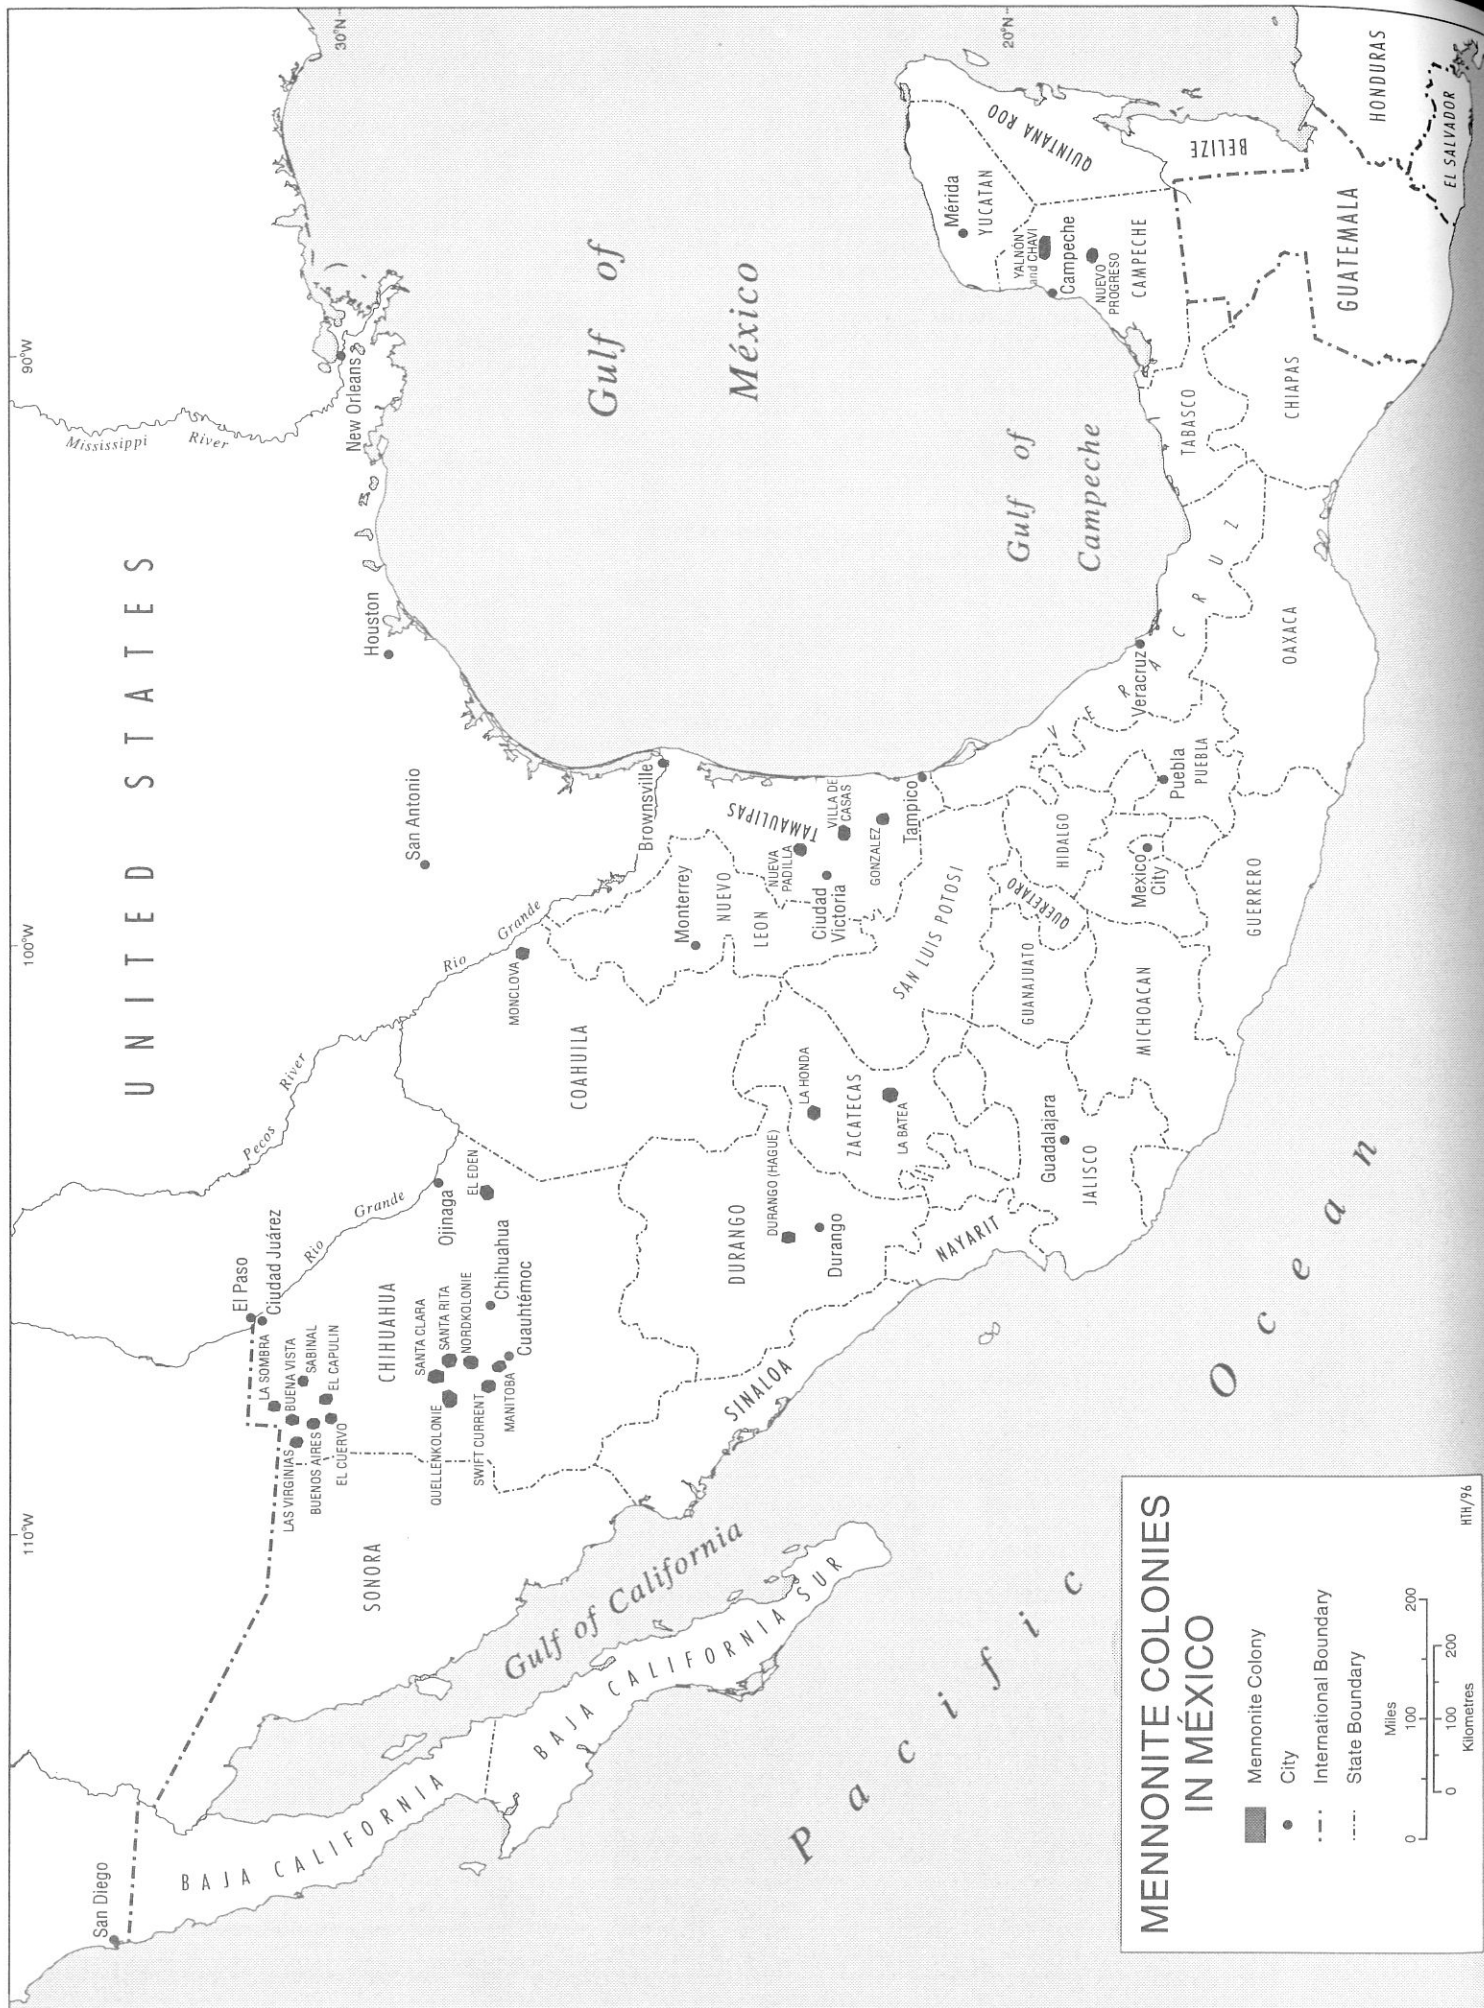 MENNONITE COLONIES
IN MÉXICO
Mennonite Colony
City
International Boundary
State Boundary
Miles
0
100
200
0
100
200
Kilometres
HTH/96
110°W
100°W
90°W
30°N
20°N
UNITED STATES
Mississippi River
Pecos River
Rio Grande
Rio Grande
San Diego
El Paso
Ciudad Juárez
San Antonio
Houston
New Orleans
Brownsville
BAJA CALIFORNIA
BAJA CALIFORNIA SUR
Gulf of California
Pacific Ocean
SONORA
LAS VIRGINIAS
BUENOS AIRES
EL CUERVO
LA SOMBRA
BUENA VISTA
SABINAL
EL CAPULIN
CHIHUAHUA
QUELLENKOLONIE
SWIFT CURRENT
MANITOBA
SANTA CLARA
SANTA RITA
NORDKOLONIE
Chihuahua
Cuauhtémoc
Ojinaga
EL EDEN
COAHUILA
MONCLOVA
Monterrey
NUEVO
LEON
TAMAULIPAS
NUEVA
PADILLA
VILLA DE
CASAS
Ciudad
Victoria
GONZALEZ
Tampico
SINALOA
DURANGO
DURANGO (HAGUE)
Durango
LA HONDA
ZACATECAS
LA BATEA
SAN LUIS POTOSI
NAYARIT
Guadalajara
JALISCO
GUANAJUATO
QUERETARO
HIDALGO
MICHOACAN
Mexico
City
Puebla
PUEBLA
GUERRERO
VERACRUZ
Veracruz
OAXACA
Gulf of
México
Gulf of
Campeche
TABASCO
CHIAPAS
Mérida
YUCATAN
QUINTANA ROO
YALNÓN
and CHAVI
Campeche
NUEVO
PROGRESO
CAMPECHE
BELIZE
GUATEMALA
HONDURAS
EL SALVADOR